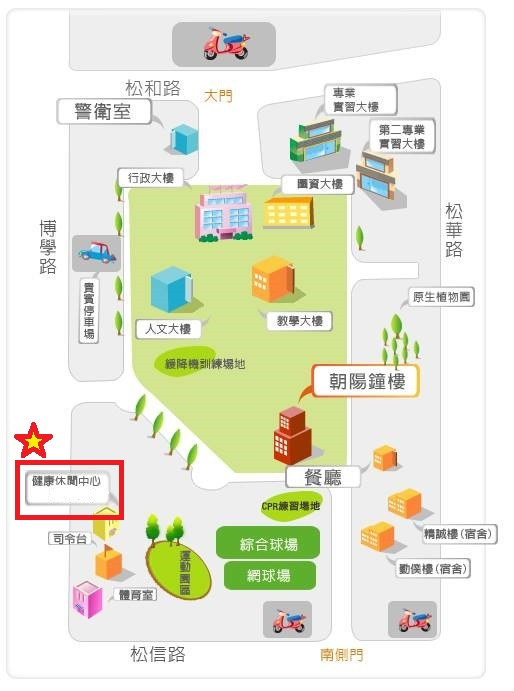 松和路
大門
警衛室
專業
實習大樓
第二專業
實習大樓
行政大樓
圖資大樓
博學路
松華路
貴賓停車場
原生植物園
人文大樓
教學大樓
緩降機訓練場地
朝陽鐘樓
健康休閒中心
餐廳
CPR練習場地
精誠樓(宿舍)
司令台
運動園區
綜合球場
勤僕樓(宿舍)
網球場
體育室
松信路
南側門